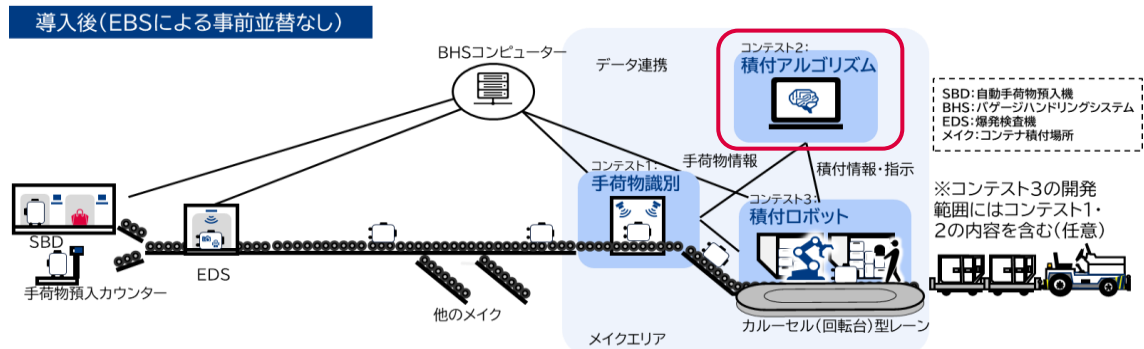 導入後(EBSによる事前並替なし)
BHSコンピューター
データ連携
コンテスト2:
積付アルゴリズム
SBD:自動手荷物預入機
BHS:バゲージハンドリングシステム
EDS:爆発検査機
メイク:コンテナ積付場所
手荷物情報
積付情報・指示
コンテスト1:
手荷物識別
コンテスト3:
積付ロボット
※コンテスト3の開発
範囲にはコンテスト1・
2の内容を含む(任意)
SBD
EDS
手荷物預入カウンター
他のメイク
カルーセル(回転台)型レーン
メイクエリア